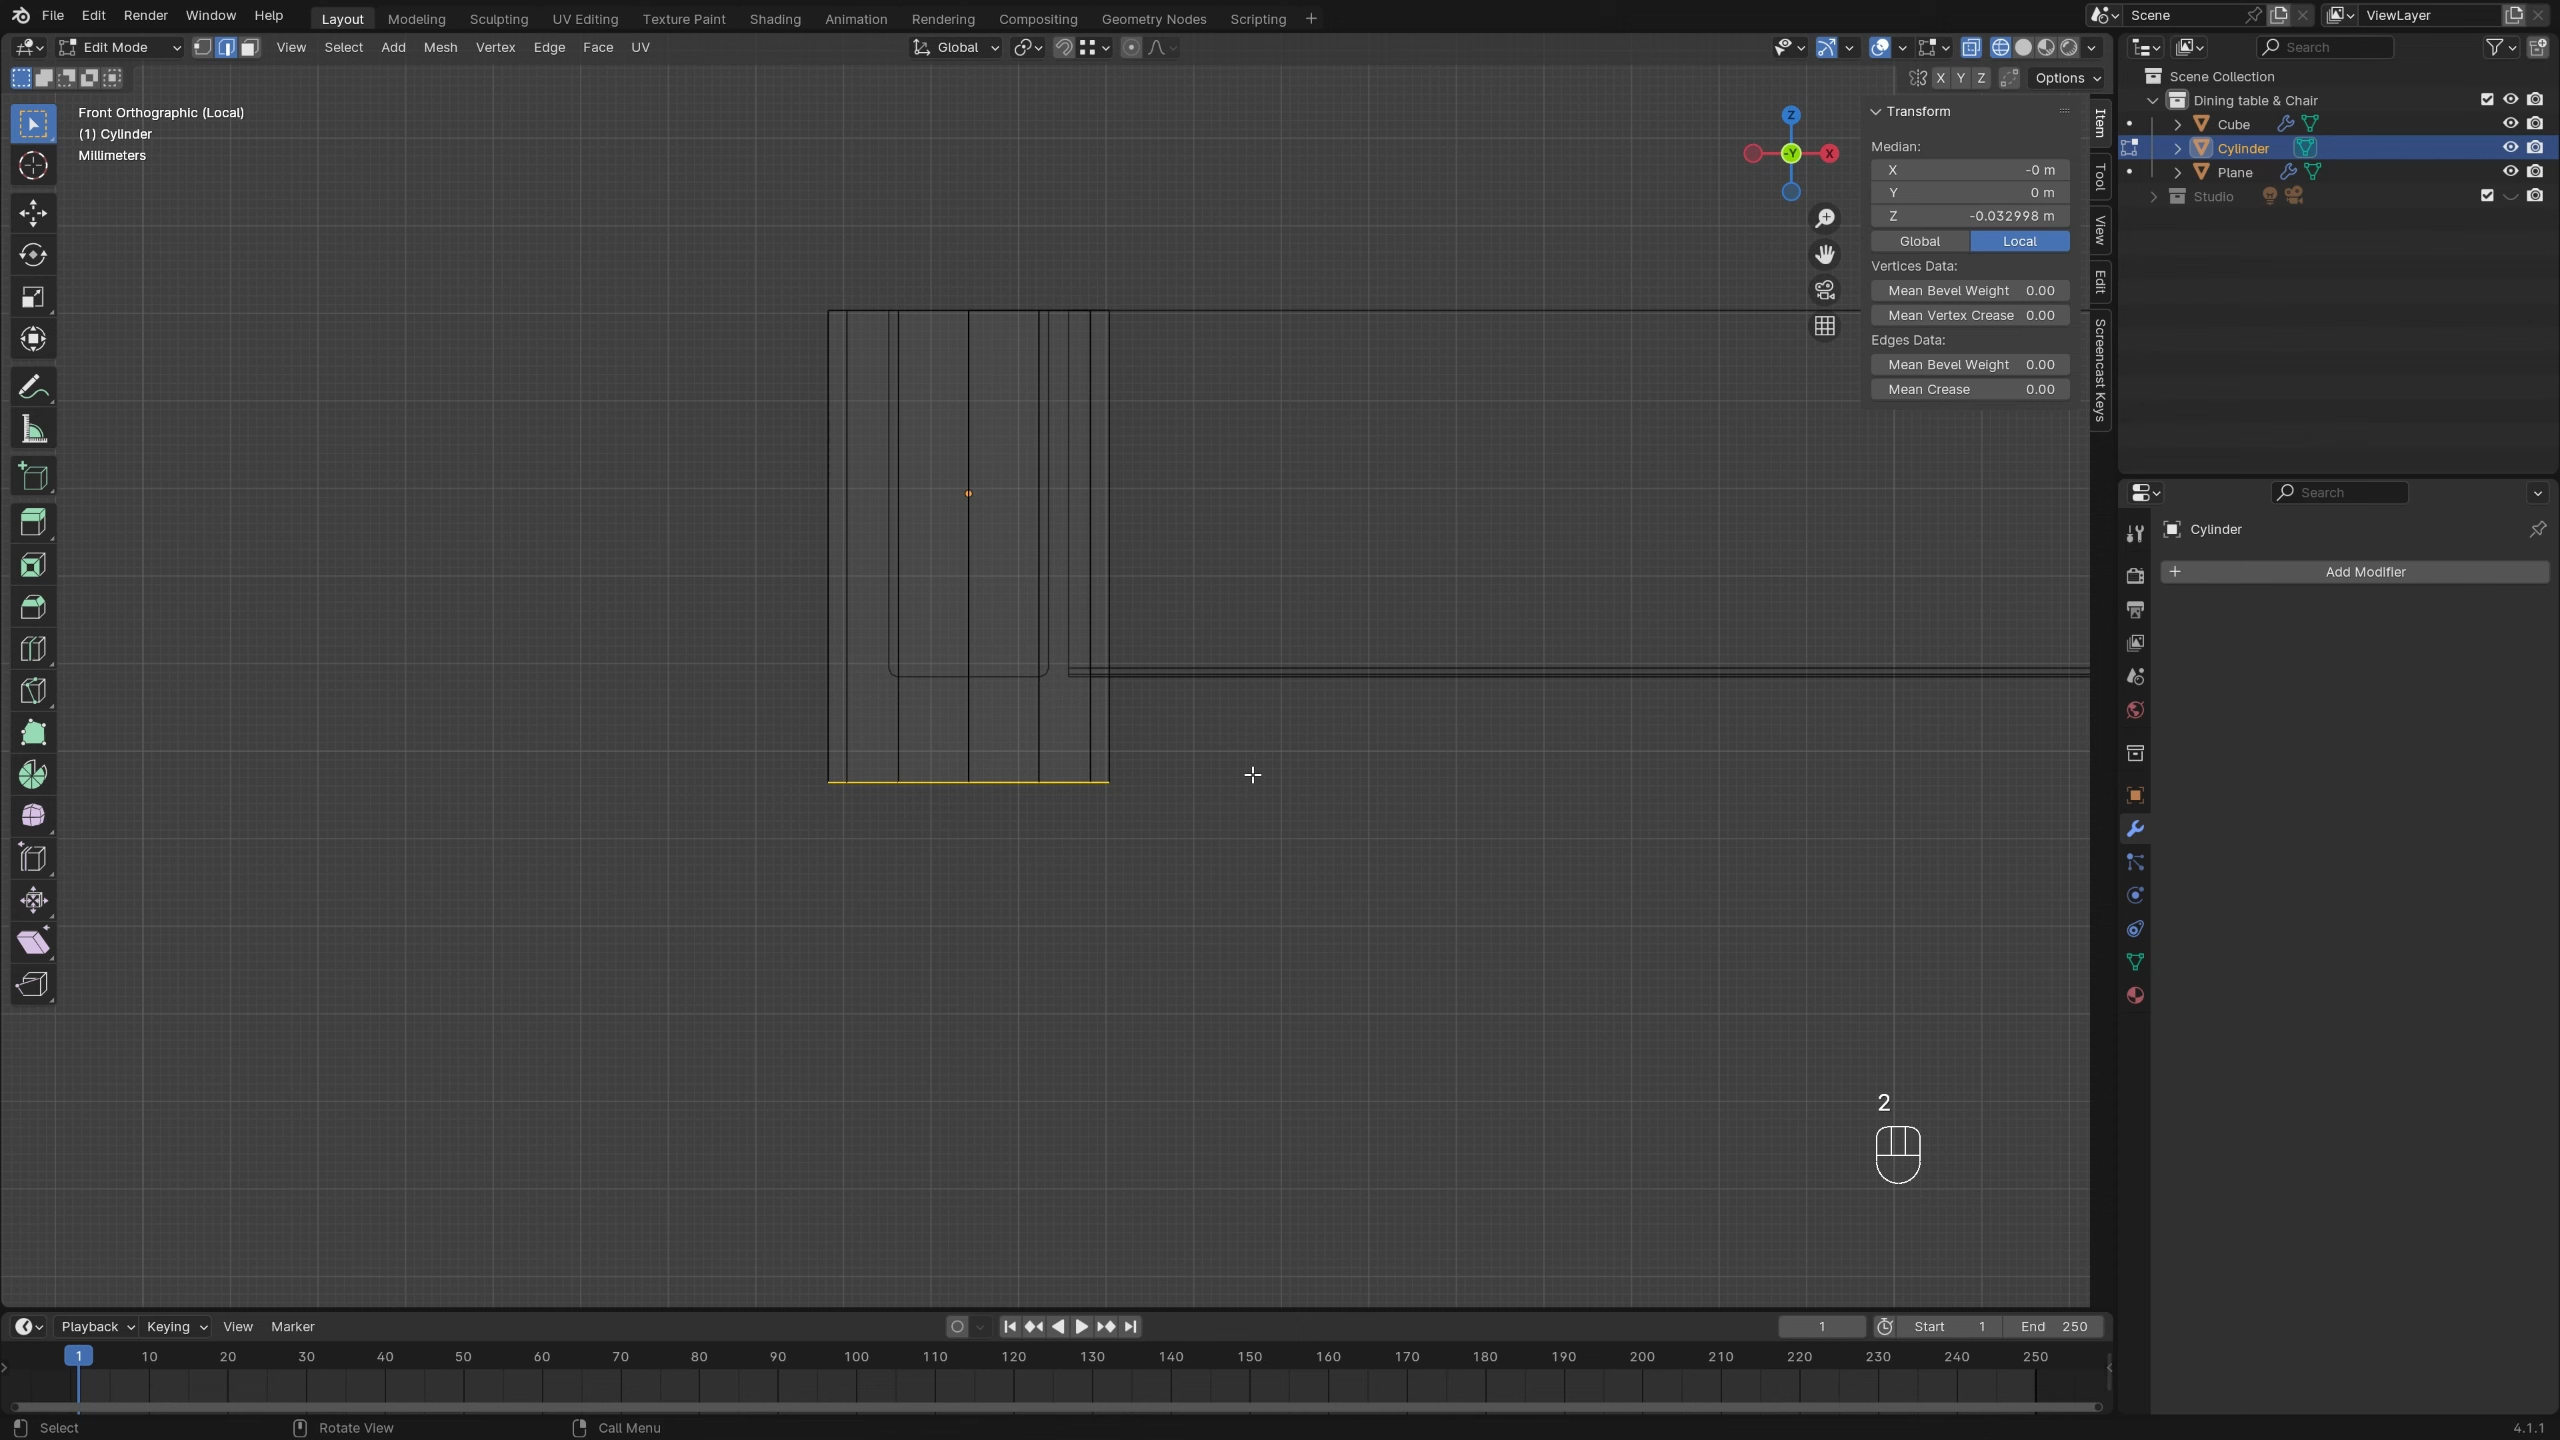 File Edit Render Window Help Layout Modeling Sculpting UV Editing Texture Paint Shading Animation Rendering Compositing Geometry Nodes Scripting + Scene ViewLayer
Edit Mode View Select Add Mesh Vertex Edge Face UV Global Search
X Y Z Options
Front Orthographic (Local)
(1) Cylinder
Millimeters
Z
-Y
X
Transform
Median:
X -0 m
Y 0 m
Z -0.032998 m
Global Local
Vertices Data:
Mean Bevel Weight 0.00
Mean Vertex Crease 0.00
Edges Data:
Mean Bevel Weight 0.00
Mean Crease 0.00
Item
Tool
View
Edit
Screencast Keys
Scene Collection
Dining table & Chair
Cube
Cylinder
Plane
Studio
Search
Cylinder
+ Add Modifier
2
Playback Keying View Marker 1 Start 1 End 250
1 10 20 30 40 50 60 70 80 90 100 110 120 130 140 150 160 170 180 190 200 210 220 230 240 250
Select Rotate View Call Menu 4.1.1